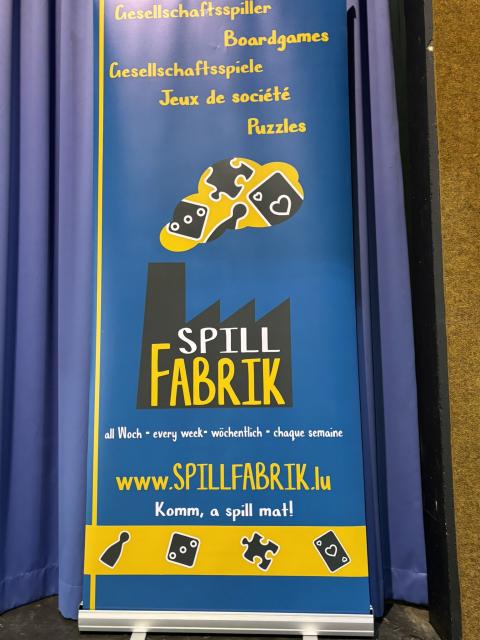 Gesellschaftsspiller
Boardgames
Gesellschaftsspiele
Jeux de société
Puzzles
SPILL
FABRIK
all Woch - every week- wöchentlich - chaque semaine
www.SPILLFABRIK.lu
Komm, a spill mat!